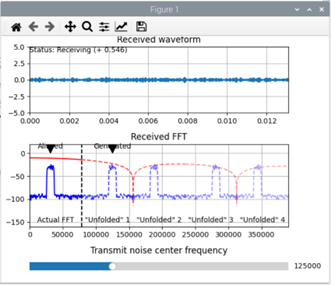 Figure 1
Received waveform
Status: Receiving (+ 0.546)
5.0
2.5
0.0
−2.5
−5.0
0.000 0.002 0.004 0.006 0.008 0.010 0.012
Received FFT
Aliased Generated
0
−50
−100
−150
Actual FFT "Unfolded" 1 "Unfolded" 2 "Unfolded" 3 "Unfolded" 4
0 50000 100000 150000 200000 250000 300000 350000
Transmit noise center frequency
125000